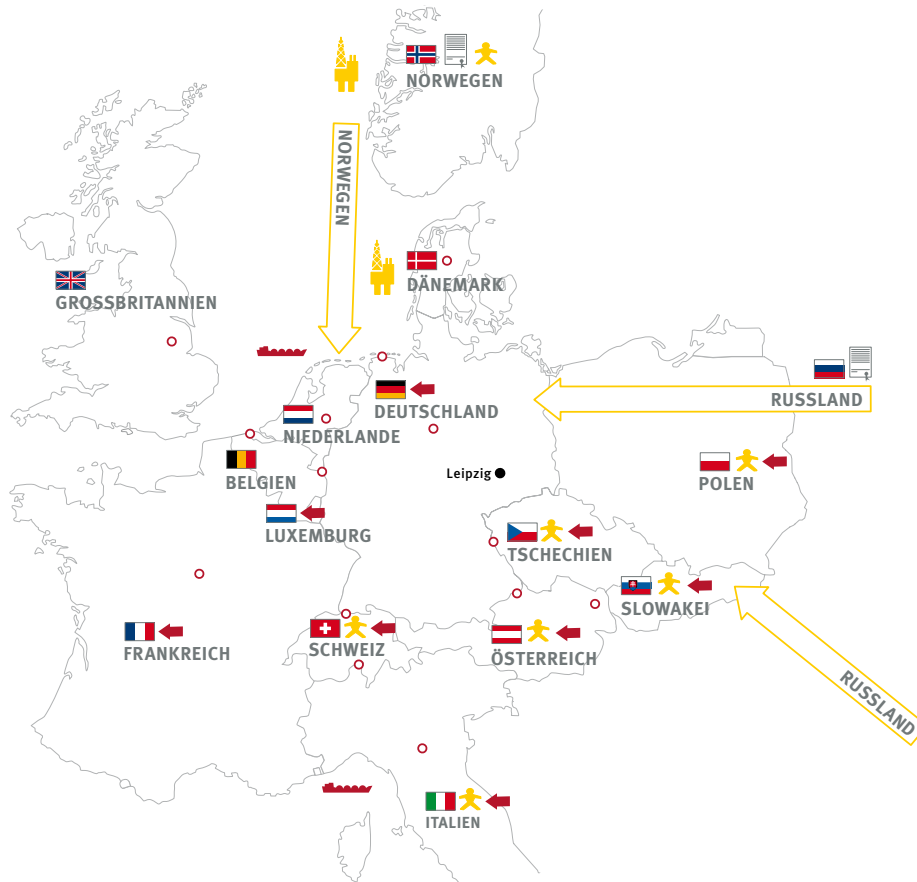 NORWEGEN
NORWEGEN
DÄNEMARK
GROSSBRITANNIEN
RUSSLAND
DEUTSCHLAND
NIEDERLANDE
BELGIEN
Leipzig
POLEN
LUXEMBURG
TSCHECHIEN
SLOWAKEI
FRANKREICH
SCHWEIZ
ÖSTERREICH
RUSSLAND
ITALIEN